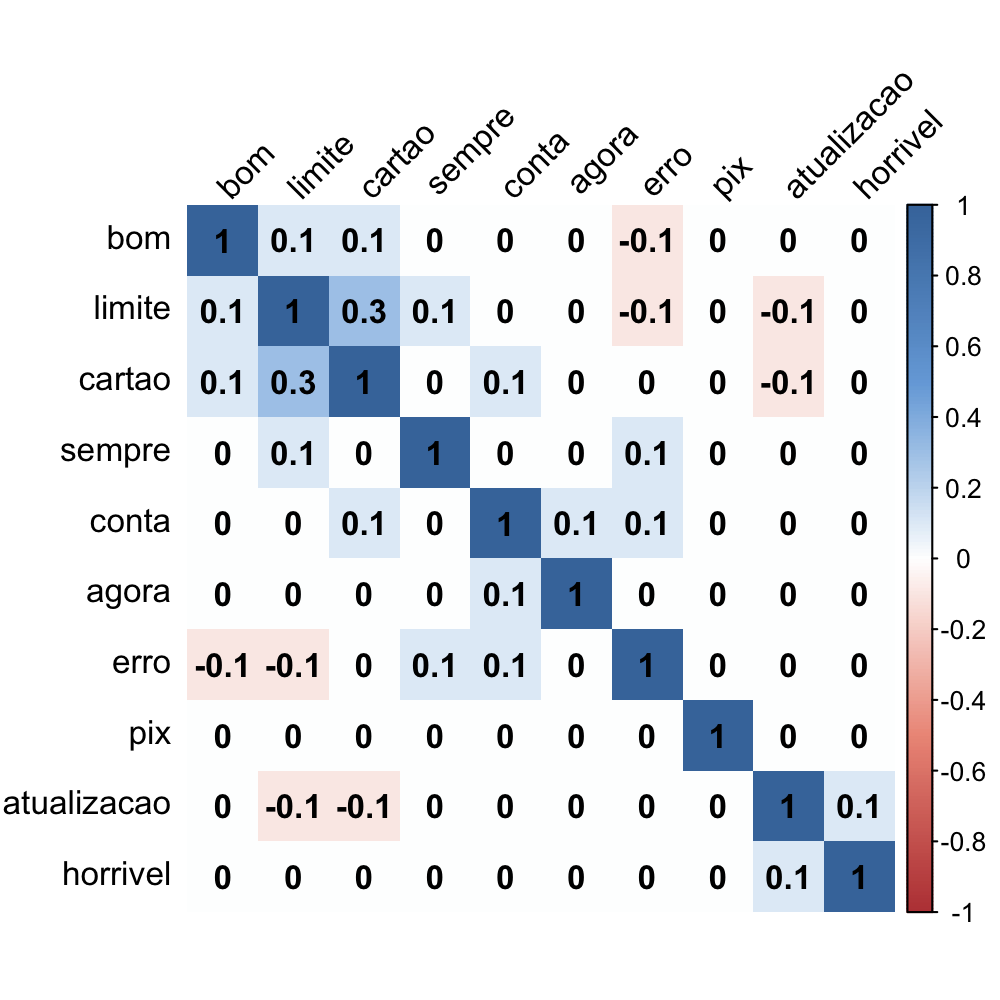 bom limite cartao sempre conta agora erro pix atualizacao horrivel
bom 1 0.1 0.1 0 0 0 -0.1 0 0 0
limite 0.1 1 0.3 0.1 0 0 -0.1 0 -0.1 0
cartao 0.1 0.3 1 0 0.1 0 0 0 -0.1 0
sempre 0 0.1 0 1 0 0 0.1 0 0 0
conta 0 0 0.1 0 1 0.1 0.1 0 0 0
agora 0 0 0 0 0.1 1 0 0 0 0
erro -0.1 -0.1 0 0.1 0.1 0 1 0 0 0
pix 0 0 0 0 0 0 0 1 0 0
atualizacao 0 -0.1 -0.1 0 0 0 0 0 1 0.1
horrivel 0 0 0 0 0 0 0 0 0.1 1
1
0.8
0.6
0.4
0.2
0
-0.2
-0.4
-0.6
-0.8
-1